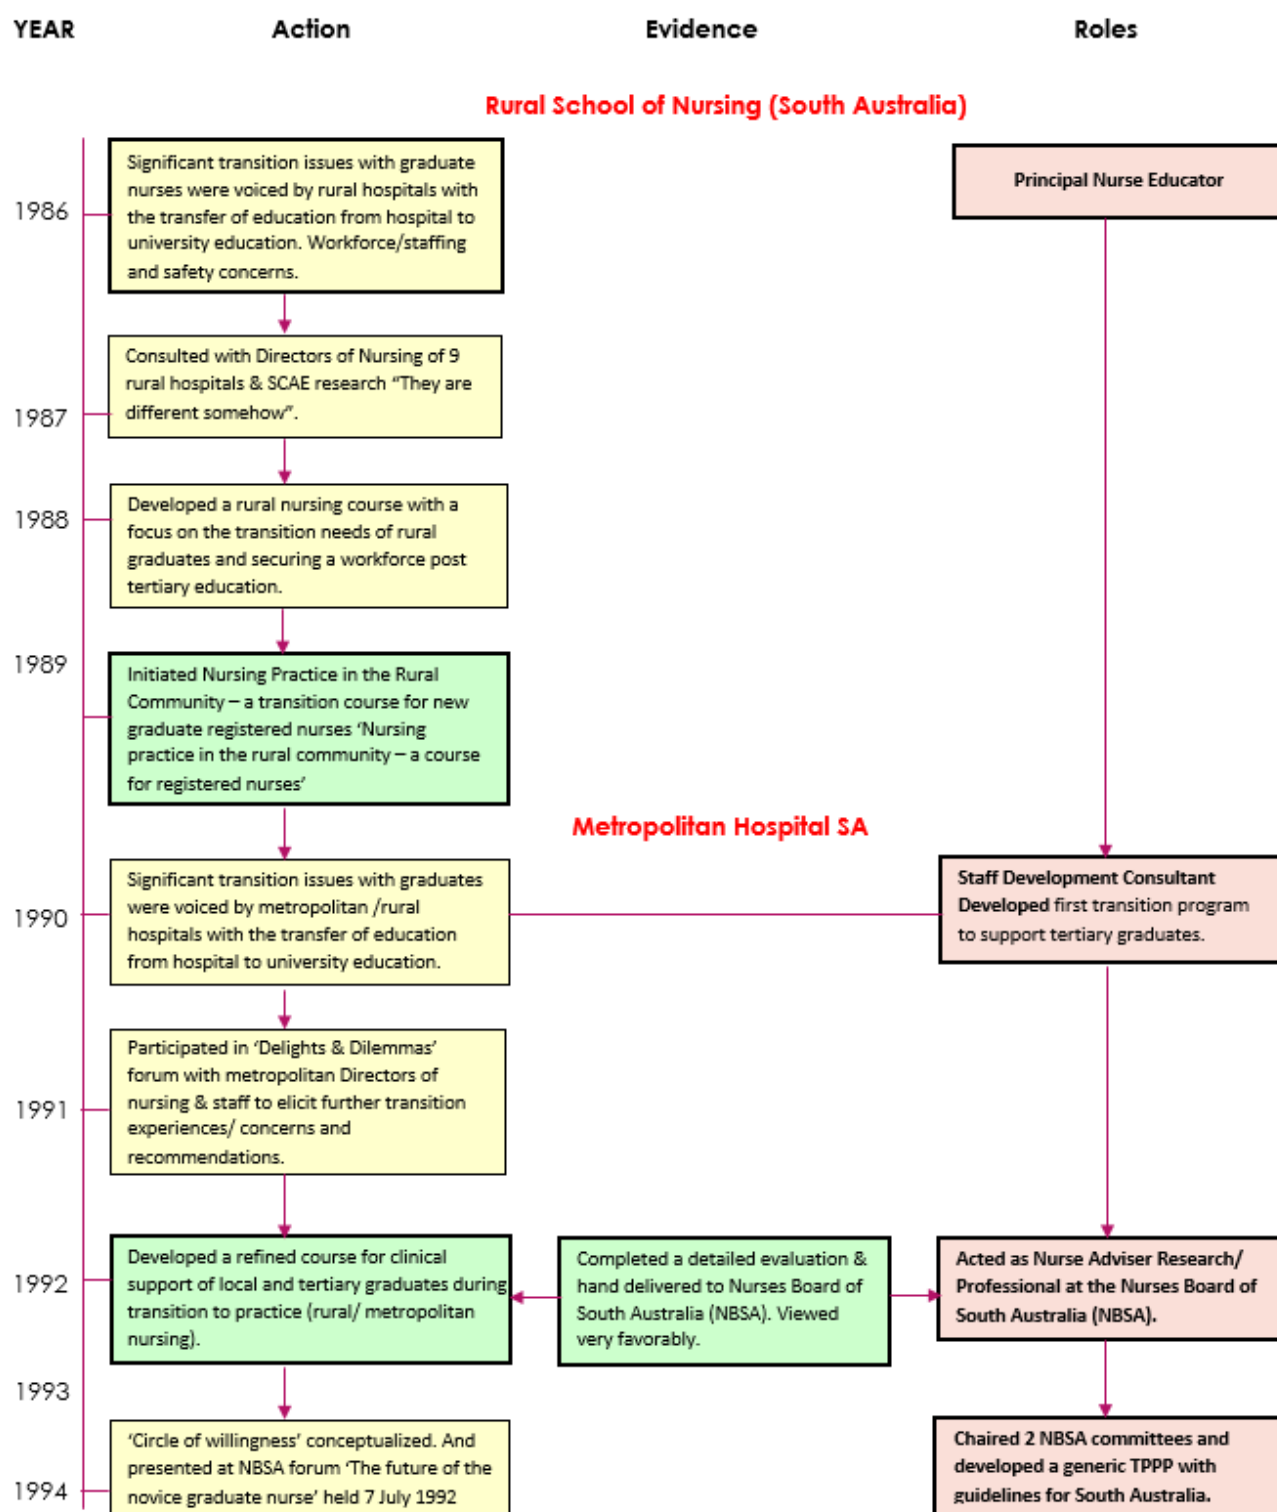 YEAR Action Evidence Roles
Rural School of Nursing (South Australia)
1986
Significant transition issues with graduate
nurses were voiced by rural hospitals with
the transfer of education from hospital to
university education. Workforce/staffing
and safety concerns.
Principal Nurse Educator
1987
Consulted with Directors of Nursing of 9
rural hospitals & SCAE research “They are
different somehow”.
1988
Developed a rural nursing course with a
focus on the transition needs of rural
graduates and securing a workforce post
tertiary education.
1989
Initiated Nursing Practice in the Rural
Community – a transition course for new
graduate registered nurses ‘Nursing
practice in the rural community – a course
for registered nurses’
Metropolitan Hospital SA
1990
Significant transition issues with graduates
were voiced by metropolitan /rural
hospitals with the transfer of education
from hospital to university education.
Staff Development Consultant
Developed first transition program
to support tertiary graduates.
1991
Participated in ‘Delights & Dilemmas’
forum with metropolitan Directors of
nursing & staff to elicit further transition
experiences/ concerns and
recommendations.
1992
Developed a refined course for clinical
support of local and tertiary graduates during
transition to practice (rural/ metropolitan
nursing).
Completed a detailed evaluation &
hand delivered to Nurses Board of
South Australia (NBSA). Viewed
very favorably.
Acted as Nurse Adviser Research/
Professional at the Nurses Board of
South Australia (NBSA).
1993
1994
‘Circle of willingness’ conceptualized. And
presented at NBSA forum ‘The future of the
novice graduate nurse’ held 7 July 1992
Chaired 2 NBSA committees and
developed a generic TPPP with
guidelines for South Australia.